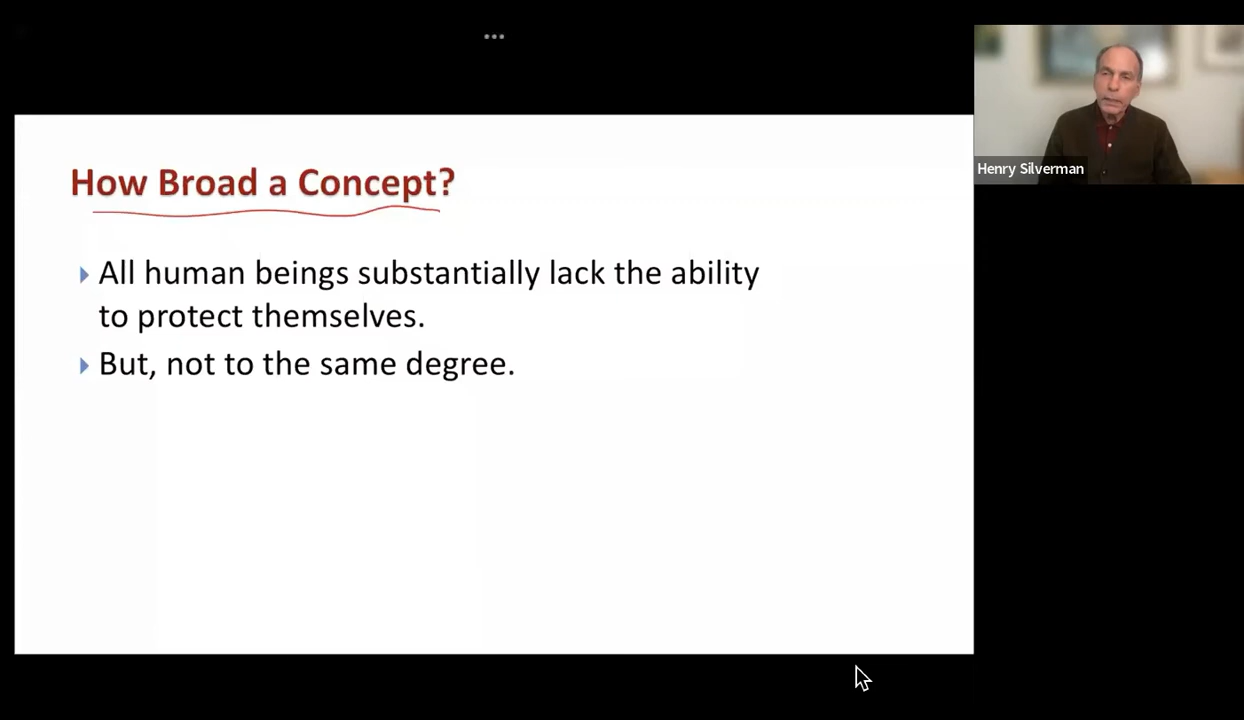 How Broad a Concept?
All human beings substantially lack the ability
to protect themselves.
But, not to the same degree.
Henry Silverman